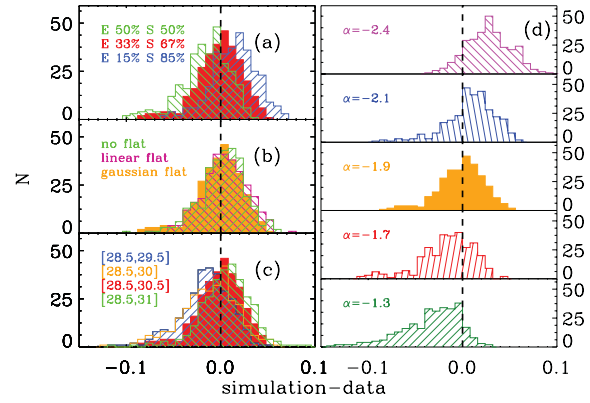 50
25
0
E 50% S 50%
E 33% S 67%
E 15% S 85%
(a)
50
25
0
no flat
linear flat
gaussian flat
(b)
N
50
25
0
[28.5,29.5]
[28.5,30]
[28.5,30.5]
[28.5,31]
(c)
−0.1 0.0 0.1
α=−2.4
(d)
50
25
0
α=−2.1
50
25
0
α=−1.9
50
25
0
α=−1.7
50
25
0
α=−1.3
50
25
0
0.0 0.1
simulation−data